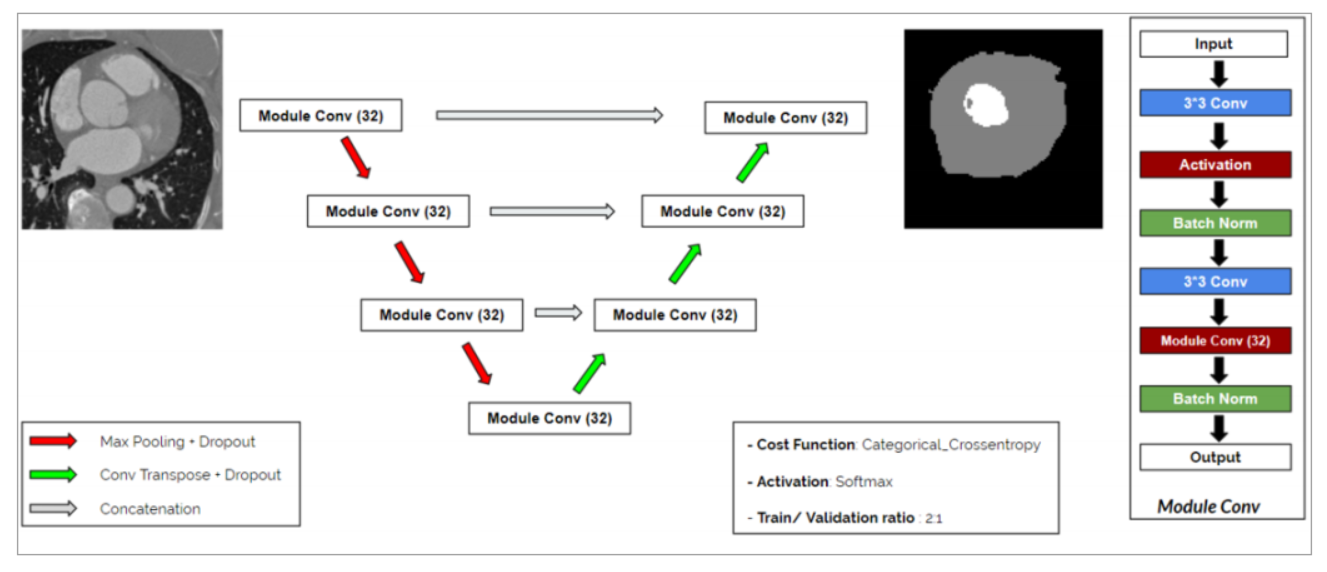 Module Conv (32)
Module Conv (32)
Module Conv (32)
Module Conv (32)
Module Conv (32)
Module Conv (32)
Module Conv (32)
Max Pooling + Dropout
Conv Transpose + Dropout
Concatenation
- Cost Function: Categorical_Crossentropy
- Activation: Softmax
- Train/ Validation ratio : 2:1
Input
3*3 Conv
Activation
Batch Norm
3*3 Conv
Module Conv (32)
Batch Norm
Output
Module Conv